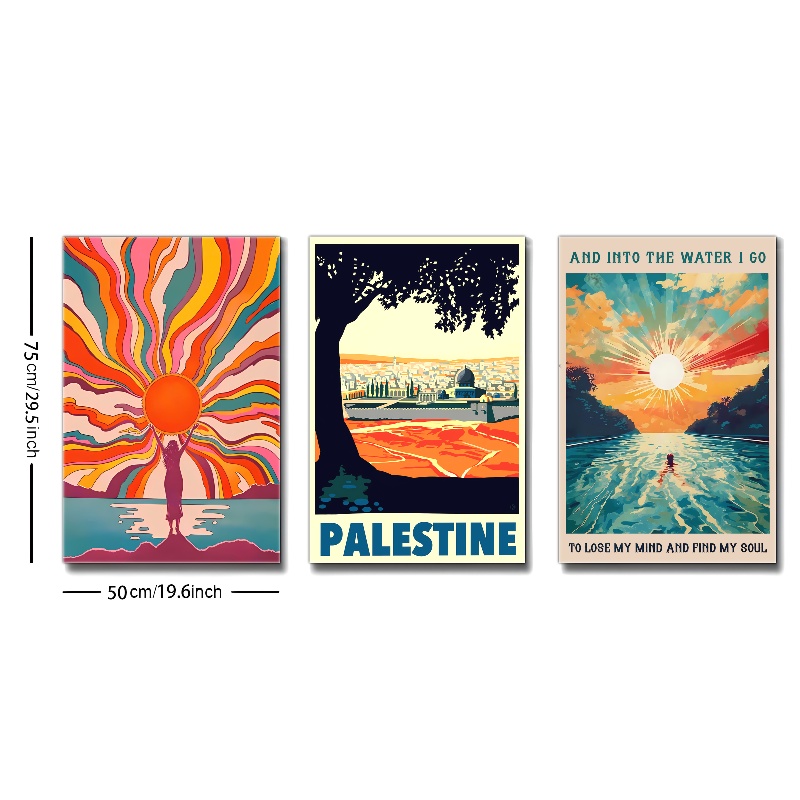 75cm/29.5inch
50cm/19.6inch
PALESTINE
AND INTO THE WATER I GO
TO LOSE MY MIND AND FIND MY SOUL